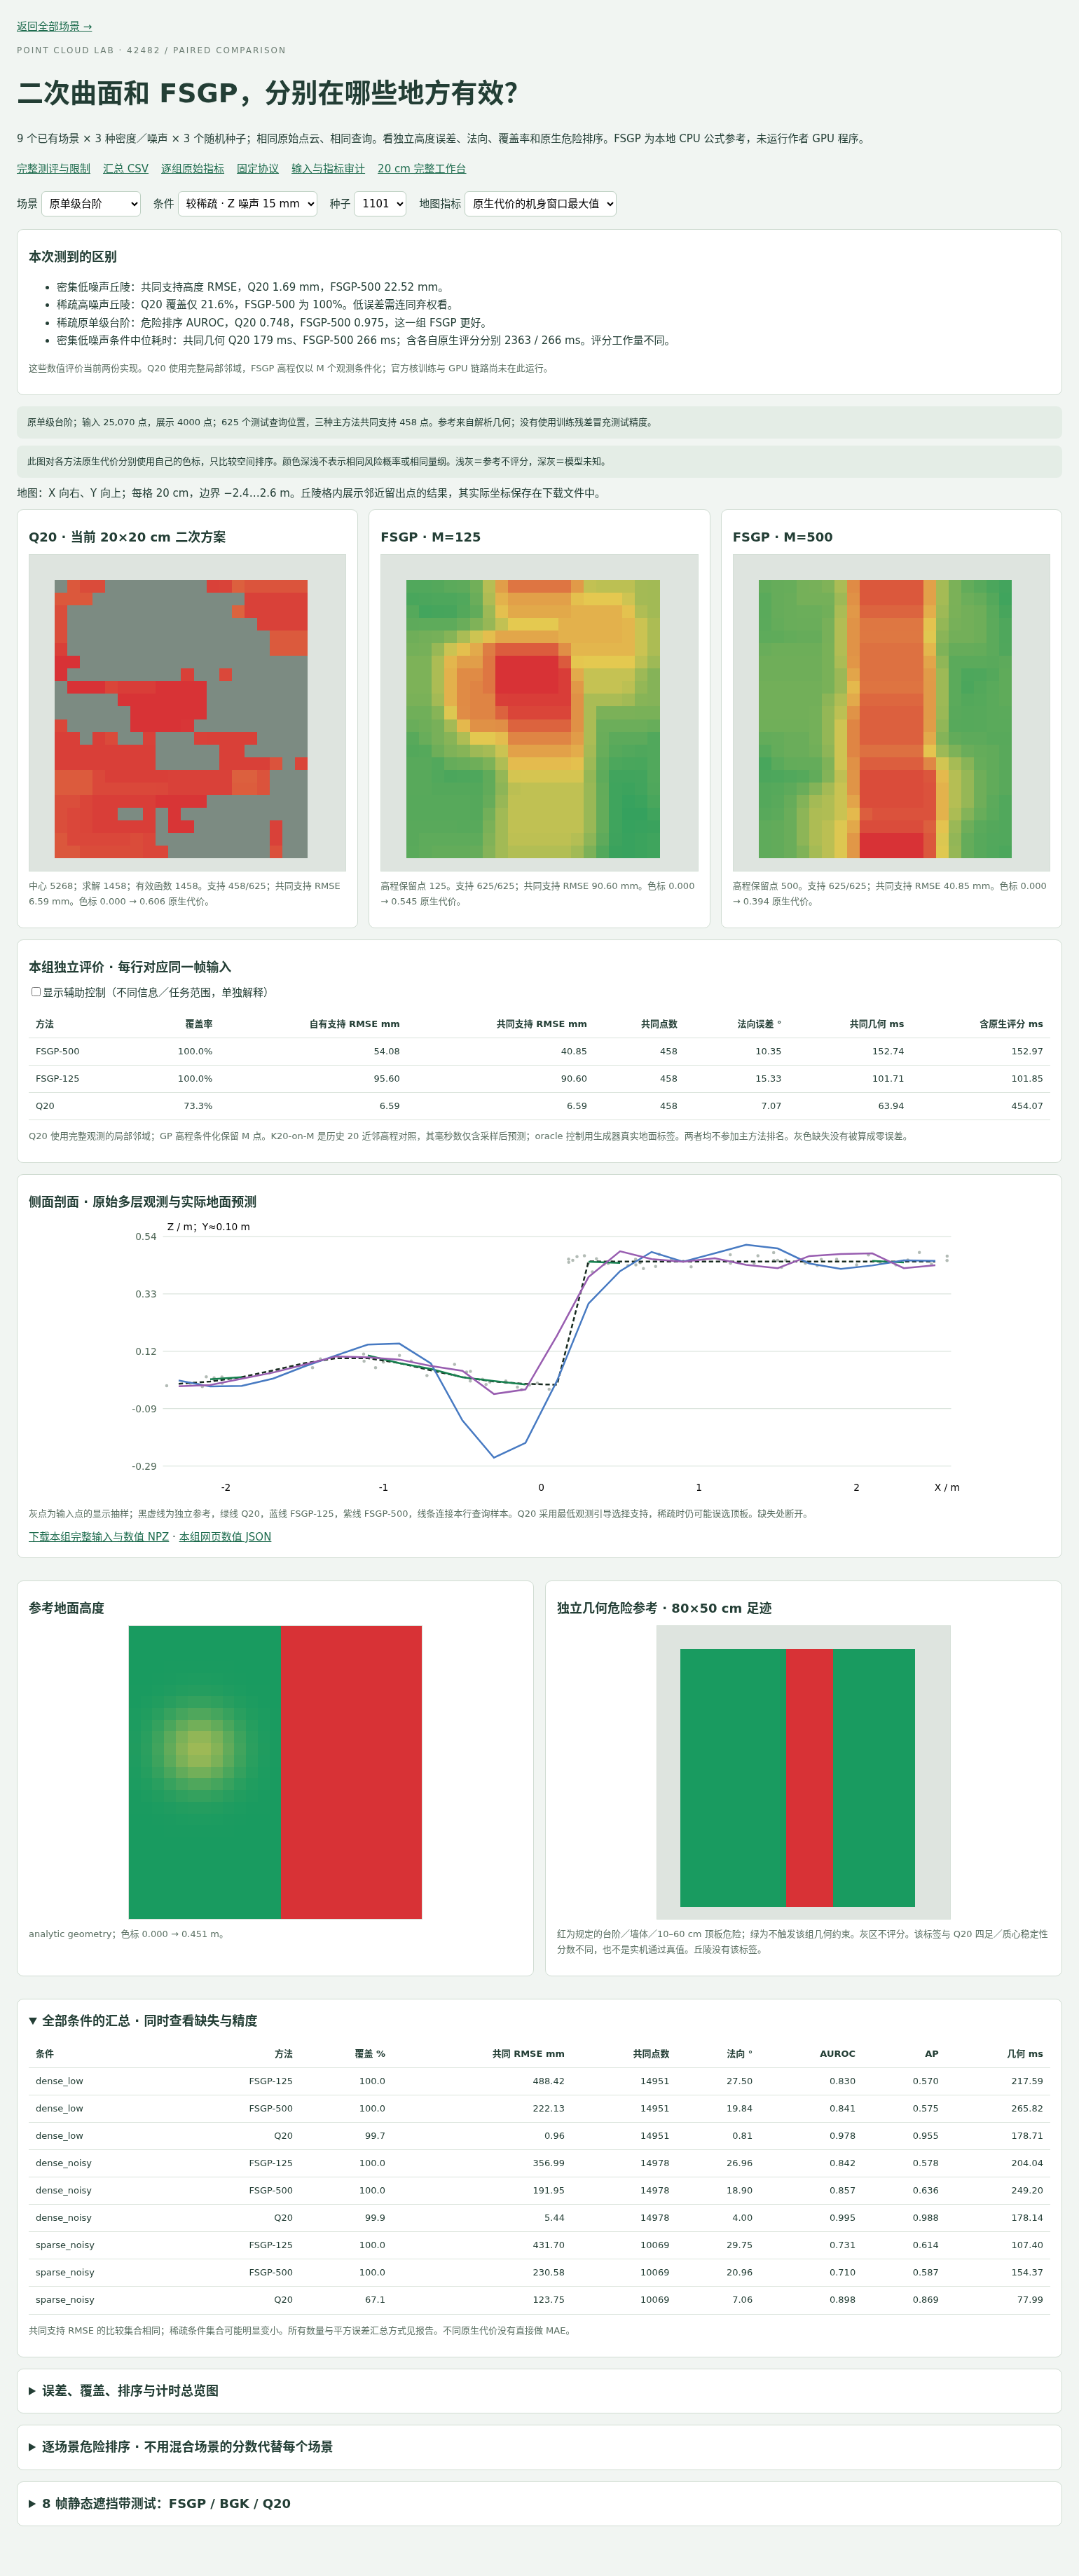 返回全部场景 →
POINT CLOUD LAB · 42482 / PAIRED COMPARISON
二次曲面和 FSGP，分别在哪些地方有效？
9 个已有场景 × 3 种密度／噪声 × 3 个随机种子；相同原始点云、相同查询。看独立高度误差、法向、覆盖率和原生危险排序。FSGP 为本地 CPU 公式参考，未运行作者 GPU 程序。
完整测评与限制 汇总 CSV 逐组原始指标 固定协议 输入与指标审计 20 cm 完整工作台
场景 原单级台阶 条件 较稀疏 · Z 噪声 15 mm 种子 1101 地图指标 原生代价的机身窗口最大值
本次测到的区别
• 密集低噪声丘陵：共同支持高度 RMSE，Q20 1.69 mm，FSGP-500 22.52 mm。
• 稀疏高噪声丘陵：Q20 覆盖仅 21.6%，FSGP-500 为 100%。低误差需连同弃权看。
• 稀疏原单级台阶：危险排序 AUROC，Q20 0.748，FSGP-500 0.975，这一组 FSGP 更好。
• 密集低噪声条件中位耗时：共同几何 Q20 179 ms、FSGP-500 266 ms；含各自原生评分分别 2363 / 266 ms。评分工作量不同。
这些数值评价当前两份实现。Q20 使用完整局部邻域，FSGP 高程仅以 M 个观测条件化；官方核训练与 GPU 链路尚未在此运行。
原单级台阶；输入 25,070 点，展示 4000 点；625 个测试查询位置，三种主方法共同支持 458 点。参考来自解析几何；没有使用训练残差冒充测试精度。
此图对各方法原生代价分别使用自己的色标，只比较空间排序。颜色深浅不表示相同风险概率或相同量纲。浅灰＝参考不评分，深灰＝模型未知。
地图：X 向右、Y 向上；每格 20 cm，边界 −2.4…2.6 m。丘陵格内展示邻近留出点的结果，其实际坐标保存在下载文件中。
Q20 · 当前 20×20 cm 二次方案
中心 5268；求解 1458；有效函数 1458。支持 458/625；共同支持 RMSE
6.59 mm。色标 0.000 → 0.606 原生代价。
FSGP · M=125
高程保留点 125。支持 625/625；共同支持 RMSE 90.60 mm。色标 0.000
→ 0.545 原生代价。
FSGP · M=500
高程保留点 500。支持 625/625；共同支持 RMSE 40.85 mm。色标 0.000
→ 0.394 原生代价。
本组独立评价 · 每行对应同一帧输入
显示辅助控制（不同信息／任务范围，单独解释）
方法 覆盖率 自有支持 RMSE mm 共同支持 RMSE mm 共同点数 法向误差 ° 共同几何 ms 含原生评分 ms
FSGP-500 100.0% 54.08 40.85 458 10.35 152.74 152.97
FSGP-125 100.0% 95.60 90.60 458 15.33 101.71 101.85
Q20 73.3% 6.59 6.59 458 7.07 63.94 454.07
Q20 使用完整观测的局部邻域；GP 高程条件化保留 M 点。K20-on-M 是历史 20 近邻高程对照，其毫秒数仅含采样后预测；oracle 控制用生成器真实地面标签。两者均不参加主方法排名。灰色缺失没有被算成零误差。
侧面剖面 · 原始多层观测与实际地面预测
Z / m；Y≈0.10 m
0.54
0.33
0.12
-0.09
-0.29
-2 -1 0 1 2 X / m
灰点为输入点的显示抽样；黑虚线为独立参考，绿线 Q20，蓝线 FSGP-125，紫线 FSGP-500，线条连接本行查询样本。Q20 采用最低观测引导选择支持，稀疏时仍可能误选顶板。缺失处断开。
下载本组完整输入与数值 NPZ · 本组网页数值 JSON
参考地面高度
analytic geometry；色标 0.000 → 0.451 m。
独立几何危险参考 · 80×50 cm 足迹
红为规定的台阶／墙体／10–60 cm 顶板危险；绿为不触发该组几何约束。灰区不评分。该标签与 Q20 四足／质心稳定性
分数不同，也不是实机通过真值。丘陵没有该标签。
▼ 全部条件的汇总 · 同时查看缺失与精度
条件 方法 覆盖 % 共同 RMSE mm 共同点数 法向 ° AUROC AP 几何 ms
dense_low FSGP-125 100.0 488.42 14951 27.50 0.830 0.570 217.59
dense_low FSGP-500 100.0 222.13 14951 19.84 0.841 0.575 265.82
dense_low Q20 99.7 0.96 14951 0.81 0.978 0.955 178.71
dense_noisy FSGP-125 100.0 356.99 14978 26.96 0.842 0.578 204.04
dense_noisy FSGP-500 100.0 191.95 14978 18.90 0.857 0.636 249.20
dense_noisy Q20 99.9 5.44 14978 4.00 0.995 0.988 178.14
sparse_noisy FSGP-125 100.0 431.70 10069 29.75 0.731 0.614 107.40
sparse_noisy FSGP-500 100.0 230.58 10069 20.96 0.710 0.587 154.37
sparse_noisy Q20 67.1 123.75 10069 7.06 0.898 0.869 77.99
共同支持 RMSE 的比较集合相同；稀疏条件集合可能明显变小。所有数量与平方误差汇总方式见报告。不同原生代价没有直接做 MAE。
▶ 误差、覆盖、排序与计时总览图
▶ 逐场景危险排序 · 不用混合场景的分数代替每个场景
▶ 8 帧静态遮挡带测试：FSGP / BGK / Q20